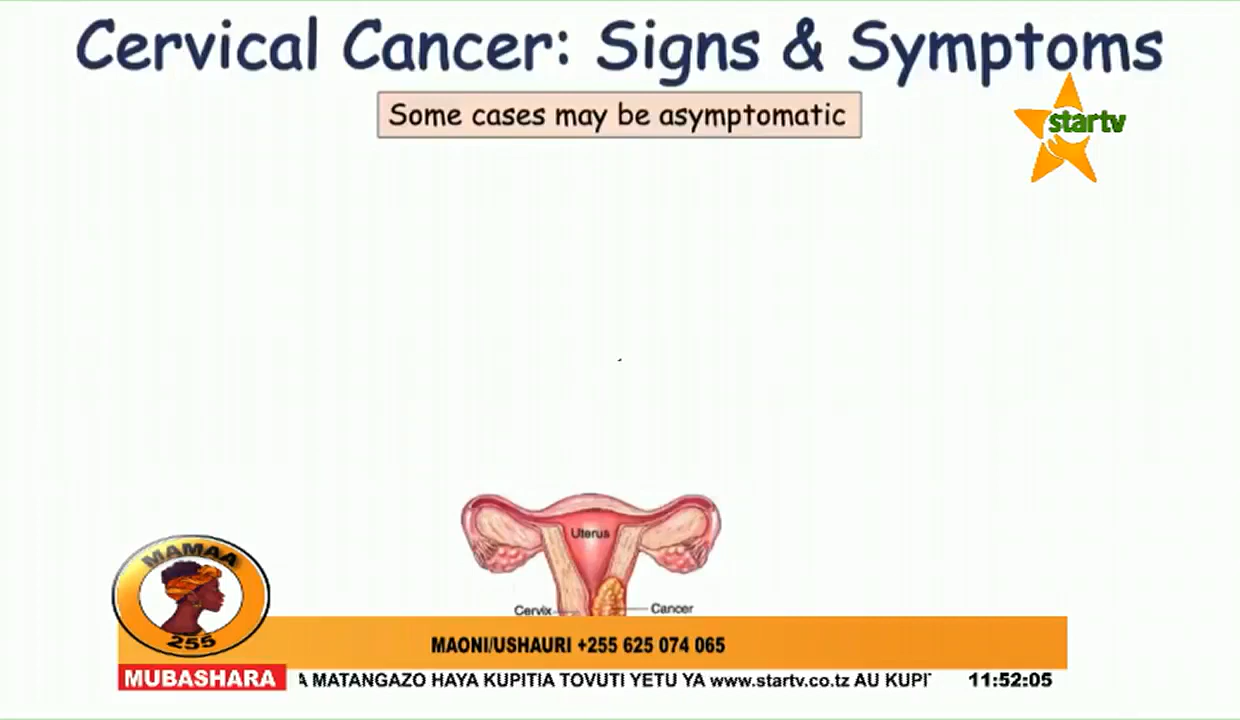 Cervical Cancer: Signs & Symptoms
Some cases may be asymptomatic
startv
Uterus
Cervix
Cancer
MAMAA
255
MAONI/USHAURI +255 625 074 065
MUBASHARA
A MATANGAZO HAYA KUPITIA TOVUTI YETU YA www.startv.co.tz AU KUPI
11:52:05